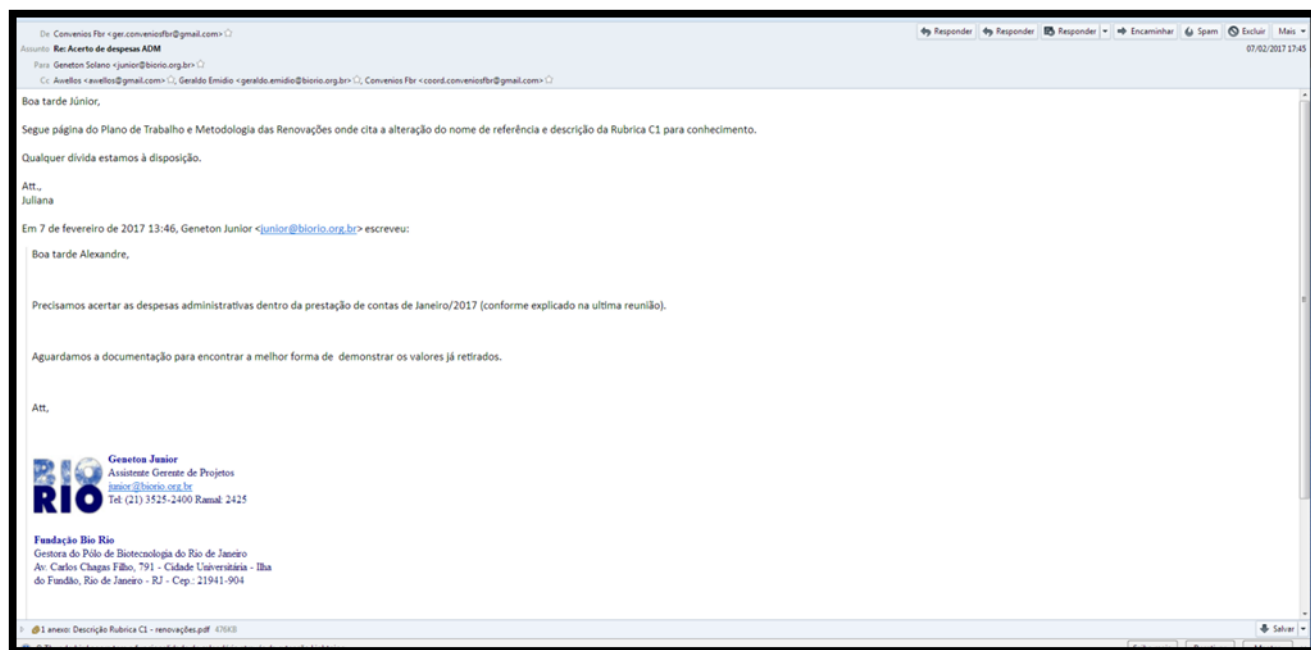 De Convenios Fbr <ger.conveniosfbr@gmail.com>
Responder Responder Responder Encaminhar Spam Excluir Mais
Assunto Re: Acerto de despesas ADM
07/02/2017 17:45
Para Geneton Solano <junior@biorio.org.br>
Cc Awellos <awellos@gmail.com>, Geraldo Emidio <geraldo.emidio@biorio.org.br>, Convenios Fbr <coord.conveniosfbr@gmail.com>
Boa tarde Júnior,
Segue página do Plano de Trabalho e Metodologia das Renovações onde cita a alteração do nome de referência e descrição da Rubrica C1 para conhecimento.
Qualquer dívida estamos à disposição.
Att.,
Juliana
Em 7 de fevereiro de 2017 13:46, Geneton Junior <junior@biorio.org.br> escreveu:
Boa tarde Alexandre,
Precisamos acertar as despesas administrativas dentro da prestação de contas de Janeiro/2017 (conforme explicado na ultima reunião).
Aguardamos a documentação para encontrar a melhor forma de demonstrar os valores já retirados.
Att,
BIO
RIO
Geneton Junior
Assistente Gerente de Projetos
junior@biorio.org.br
Tel: (21) 3525-2400 Ramal: 2425
Fundação Bio Rio
Gestora do Pólo de Biotecnologia do Rio de Janeiro
Av. Carlos Chagas Filho, 791 - Cidade Universitária - Ilha
do Fundão, Rio de Janeiro - RJ - Cep.: 21941-904
1 anexo: Descrição Rubrica C1 - renovações.pdf 476KB
Salvar